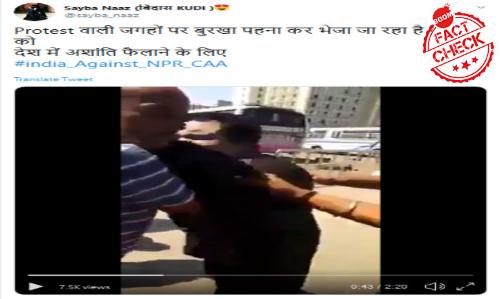 Sayba Naaz (बेबाक KUDI)😍
@sayba_naaz
Protest वाली जगहों पर बुरखा पहना कर भेजा जा रहा है
को
देश में अशांति फैलाने के लिए
#india_Against_NPR_CAA
Translate Tweet
BOOM
FACT
CHECK
7.5K views
0:43 / 2:20